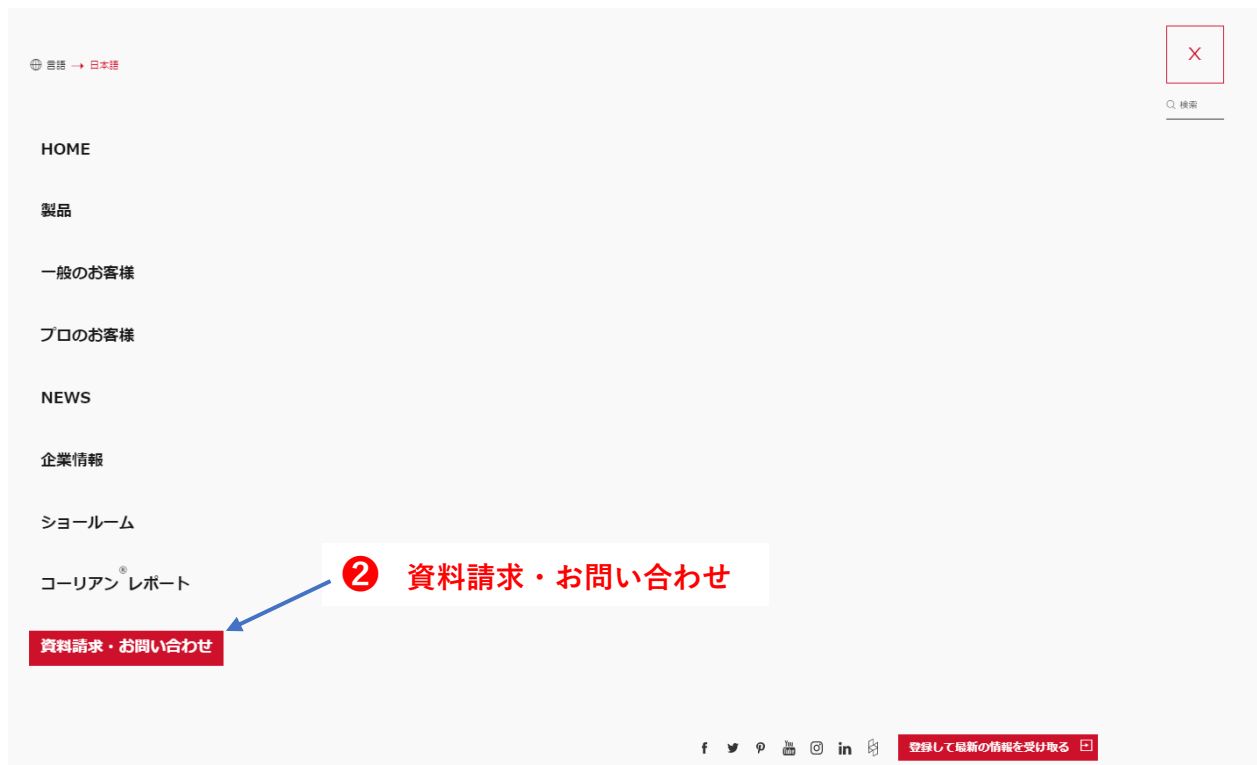 言語 → 日本語
X
検索
HOME
製品
一般のお客様
プロのお客様
NEWS
企業情報
ショールーム
コーリアン®レポート
❷ 資料請求・お問い合わせ
資料請求・お問い合わせ
f You Tube in 登録して最新の情報を受け取る